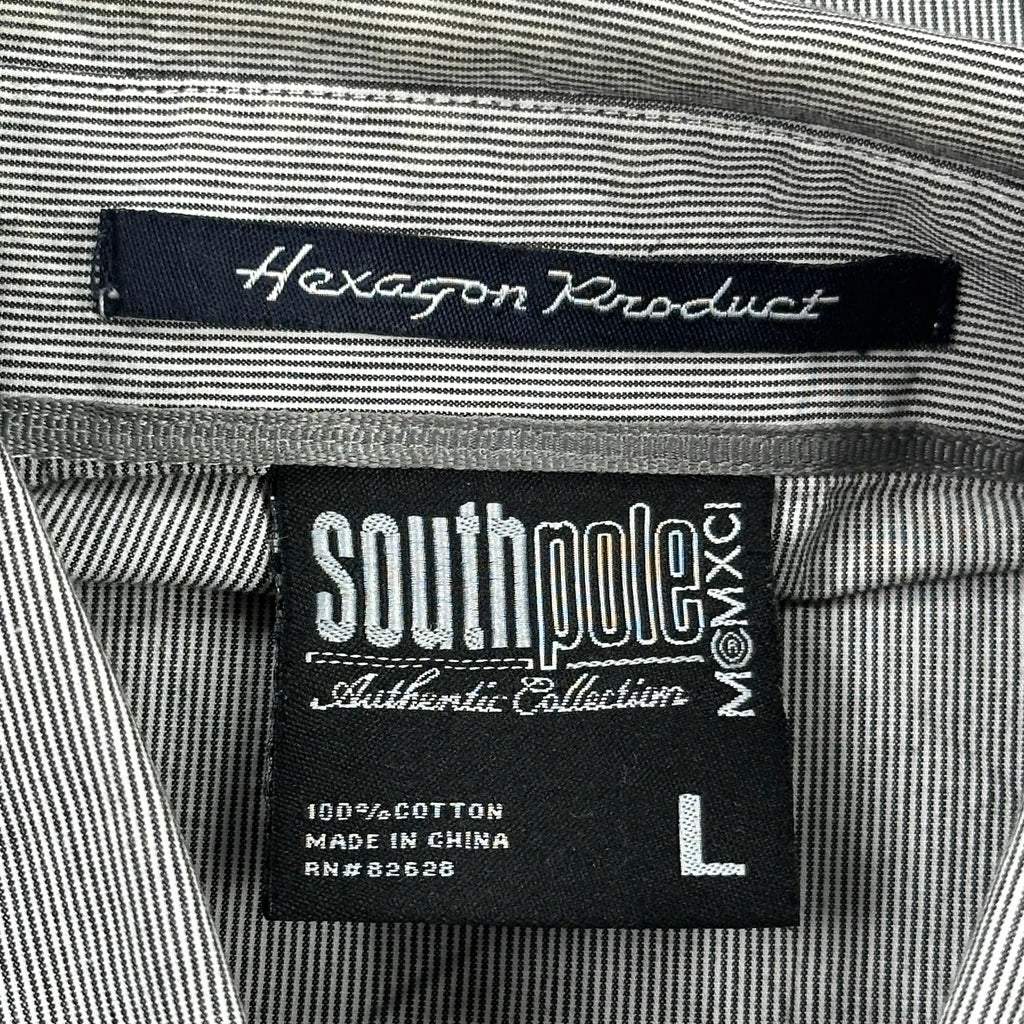 Hexagon Product
southpole
MCMXCI
®
Authentic Collection
100% COTTON
MADE IN CHINA
RN#82628
L